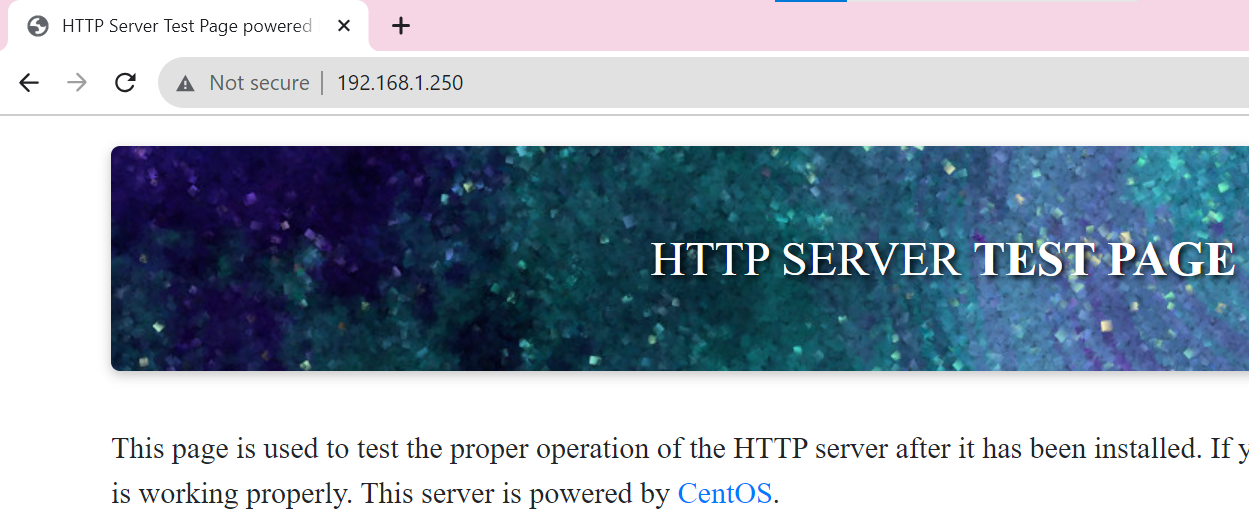 HTTP Server Test Page powered
Not secure
192.168.1.250
HTTP SERVER TEST PAGE
This page is used to test the proper operation of the HTTP server after it has been installed. If
is working properly. This server is powered by CentOS.